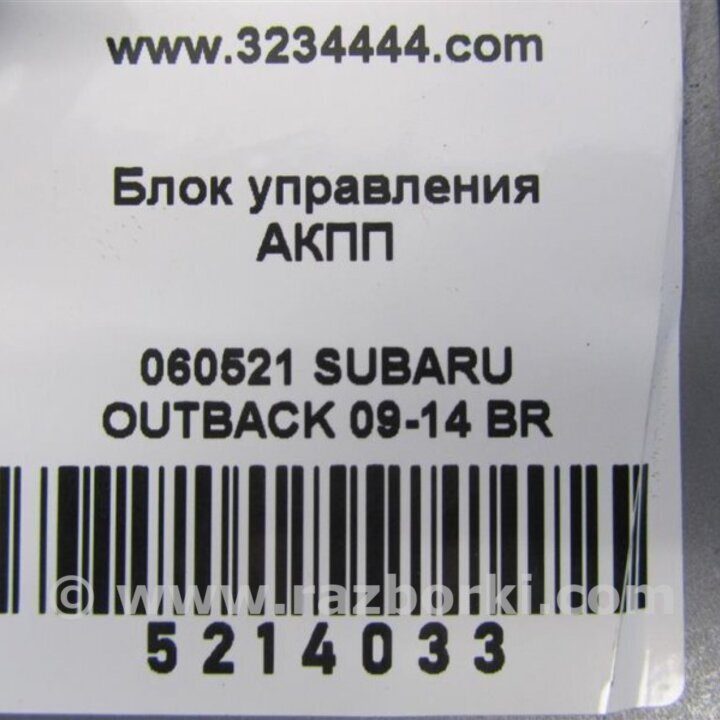 www.3234444.com
Блок управления
АКПП
060521 SUBARU
OUTBACK 09-14 BR
© www.razborki.com
5214033